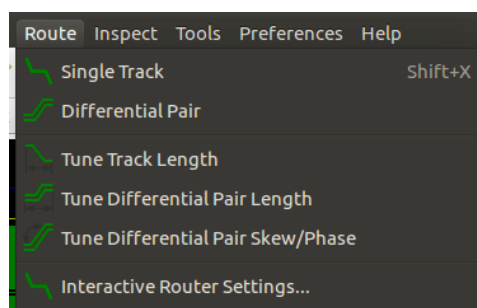 Route Inspect Tools Preferences Help
Single Track Shift+X
Differential Pair
Tune Track Length
Tune Differential Pair Length
Tune Differential Pair Skew/Phase
Interactive Router Settings...